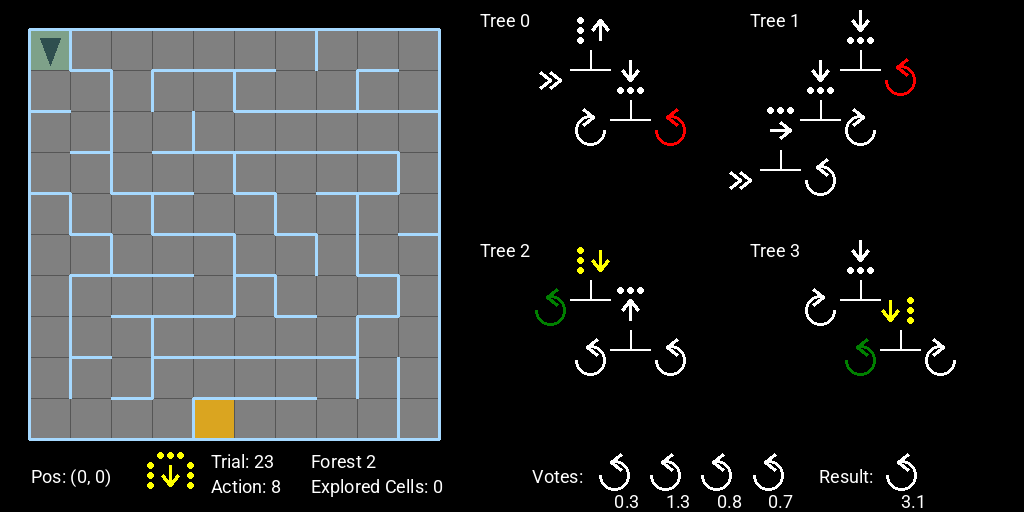 Tree 0
Tree 1
Tree 2
Tree 3
Pos: (0, 0)
Trial: 23
Forest 2
Action: 8
Explored Cells: 0
Votes:
0.3
1.3
0.8
0.7
Result:
3.1